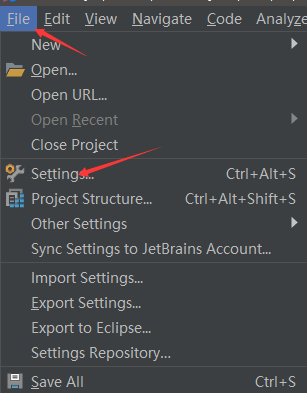 File Edit View Navigate Code Analyze
New
Open...
Open URL...
Open Recent
Close Project
Settings... Ctrl+Alt+S
Project Structure... Ctrl+Alt+Shift+S
Other Settings
Sync Settings to JetBrains Account...
Import Settings...
Export Settings...
Export to Eclipse...
Settings Repository...
Save All Ctrl+S